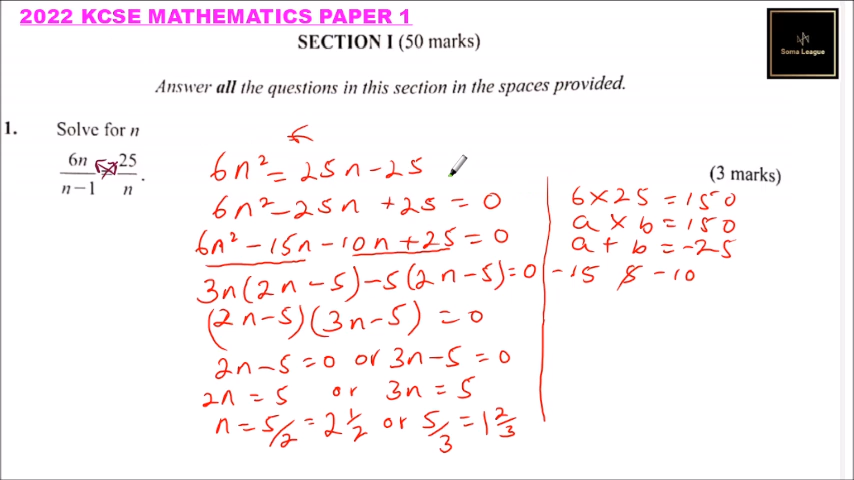 2022 KCSE MATHEMATICS PAPER 1
SECTION I (50 marks)
Soma League
Answer all the questions in this section in the spaces provided.
1. Solve for n
6n/n−1 = 25/n.
(3 marks)
6n² = 25n − 25
6n² − 25n + 25 = 0
6n² − 15n − 10n + 25 = 0
3n(2n − 5) − 5(2n − 5) = 0
(2n − 5)(3n − 5) = 0
2n − 5 = 0 or 3n − 5 = 0
2n = 5 or 3n = 5
n = 5/2 = 2 1/2 or 5/3 = 1 2/3
6 × 25 = 150
a × b = 150
a + b = −25
−15 & −10